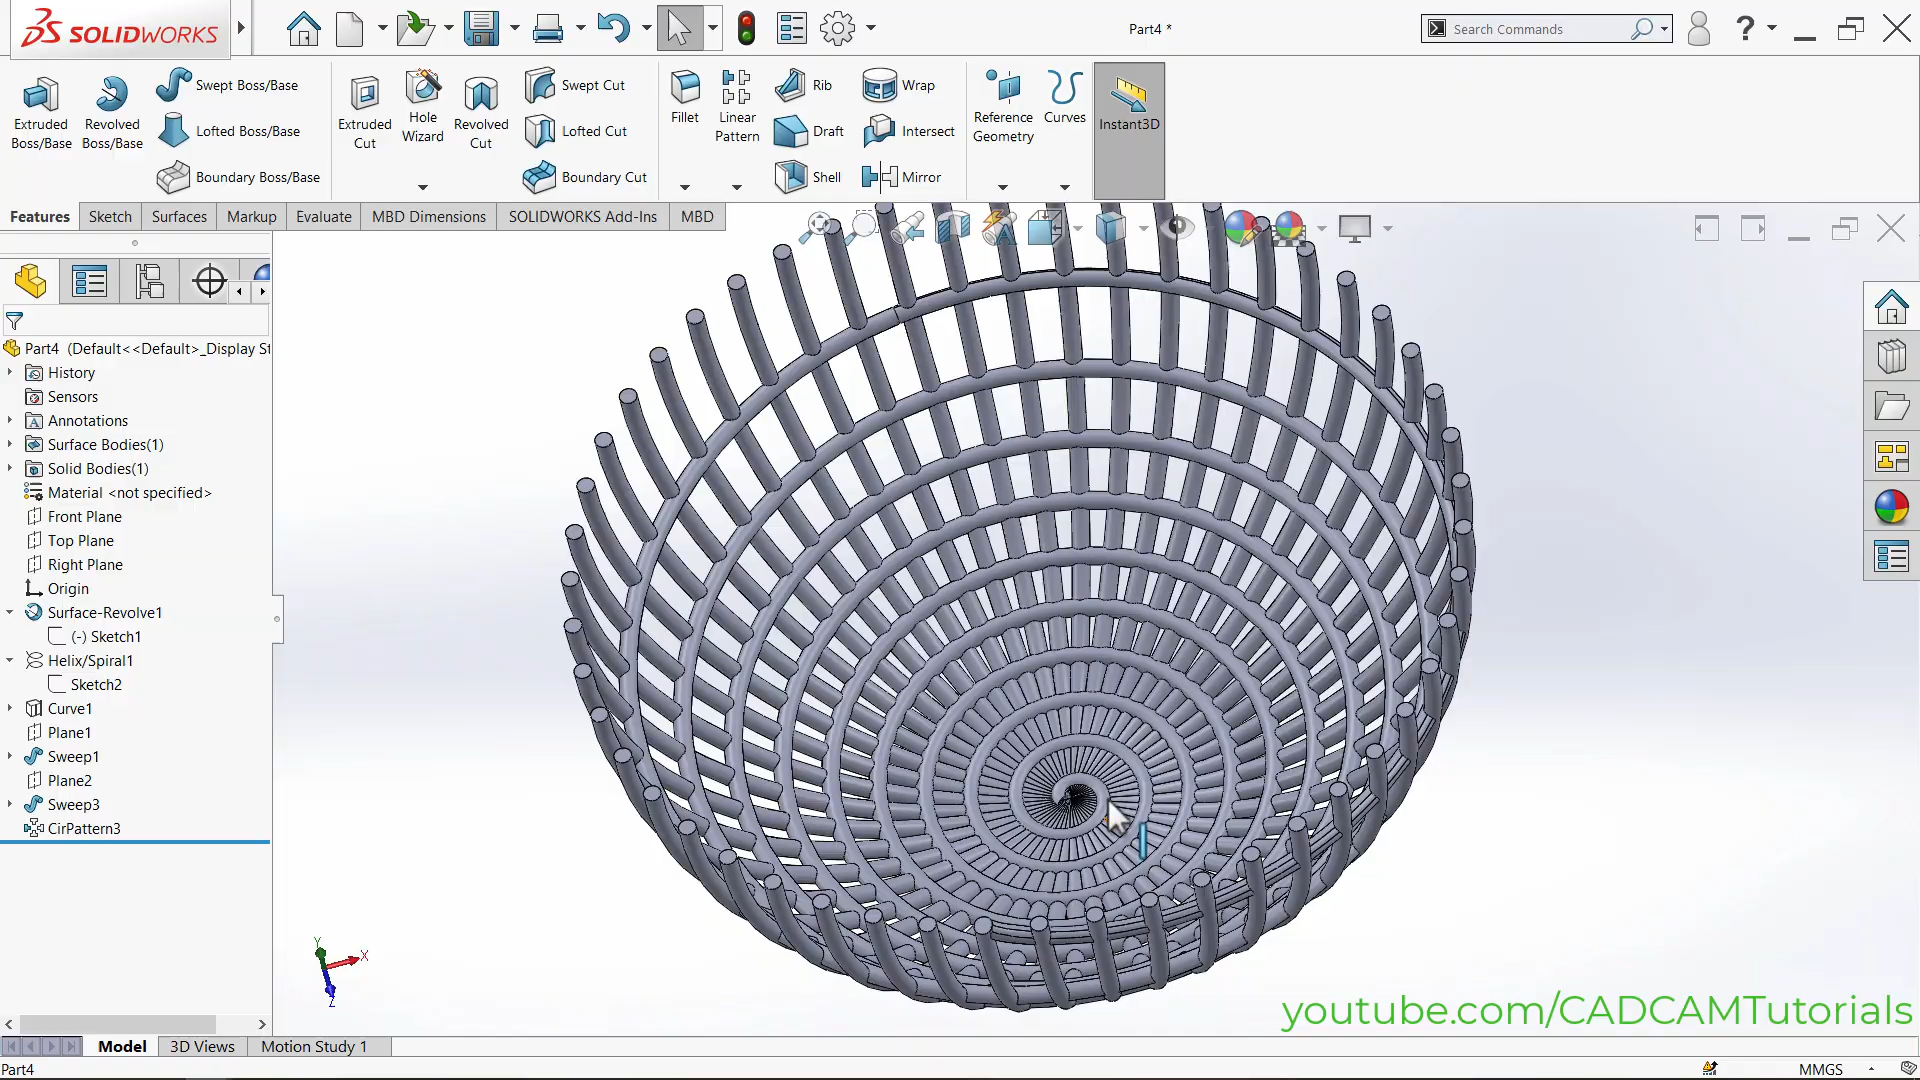 SOLIDWORKS
Part4 *
Search Commands
?
Extruded Boss/Base
Revolved Boss/Base
Swept Boss/Base
Lofted Boss/Base
Boundary Boss/Base
Extruded Cut
Hole Wizard
Revolved Cut
Swept Cut
Lofted Cut
Boundary Cut
Fillet
Linear Pattern
Rib
Draft
Shell
Wrap
Intersect
Mirror
Reference Geometry
Curves
Instant3D
Features
Sketch
Surfaces
Markup
Evaluate
MBD Dimensions
SOLIDWORKS Add-Ins
MBD
Part4 (Default<<Default>_Display St
History
Sensors
Annotations
Surface Bodies(1)
Solid Bodies(1)
Material <not specified>
Front Plane
Top Plane
Right Plane
Origin
Surface-Revolve1
(-) Sketch1
Helix/Spiral1
Sketch2
Curve1
Plane1
Sweep1
Plane2
Sweep3
CirPattern3
Y
X
Z
youtube.com/CADCAMTutorials
Model
3D Views
Motion Study 1
Part4
MMGS